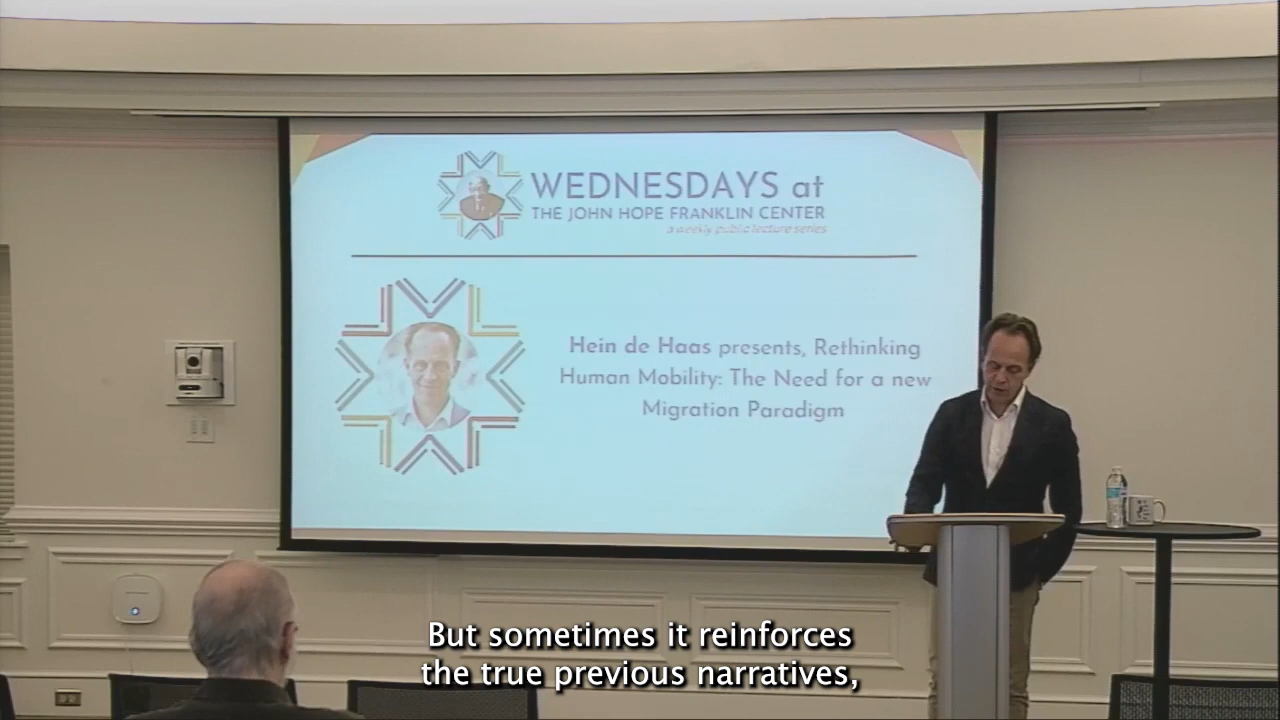 WEDNESDAYS at
THE JOHN HOPE FRANKLIN CENTER
a weekly public lecture series
Hein de Haas presents, Rethinking
Human Mobility: The Need for a new
Migration Paradigm
But sometimes it reinforces
the true previous narratives,